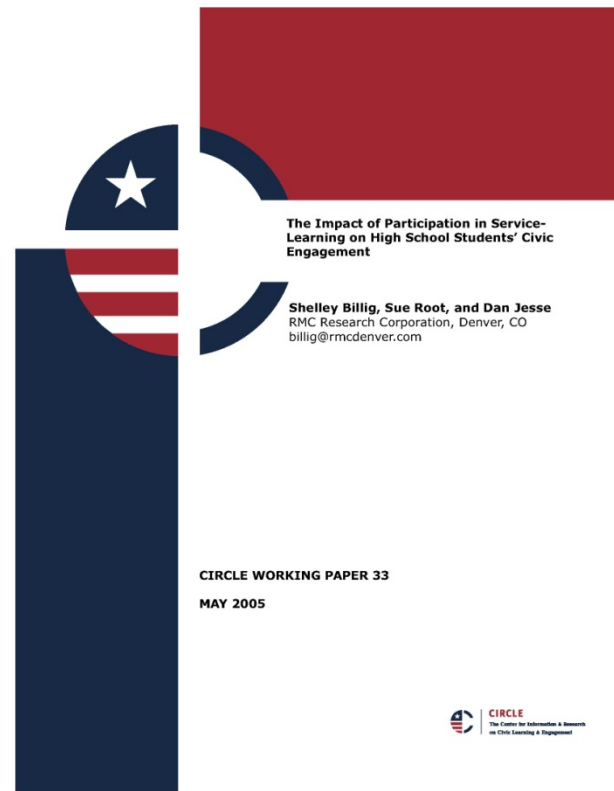 The Impact of Participation in Service-
Learning on High School Students' Civic
Engagement
Shelley Billig, Sue Root, and Dan Jesse
RMC Research Corporation, Denver, CO
billig@rmcdenver.com
CIRCLE WORKING PAPER 33
MAY 2005
CIRCLE
The Center for Information & Research
on Civic Learning & Engagement